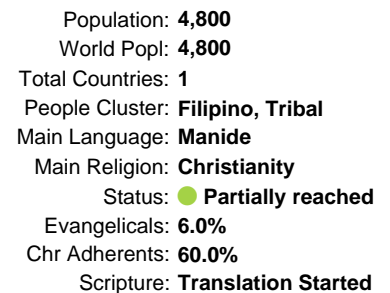 Population: 4,800
World Popl: 4,800
Total Countries: 1
People Cluster: Filipino, Tribal
Main Language: Manide
Main Religion: Christianity
Status: Partially reached
Evangelicals: 6.0%
Chr Adherents: 60.0%
Scripture: Translation Started